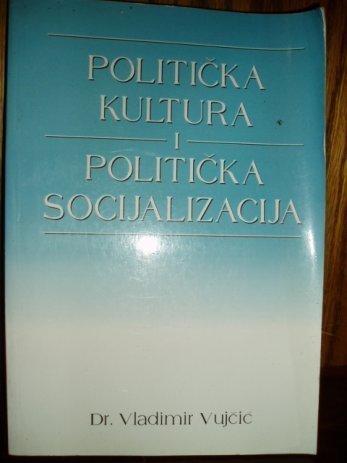 POLITIČKA
KULTURA
I
POLITIČKA
SOCIJALIZACIJA
Dr. Vladimir Vujčić